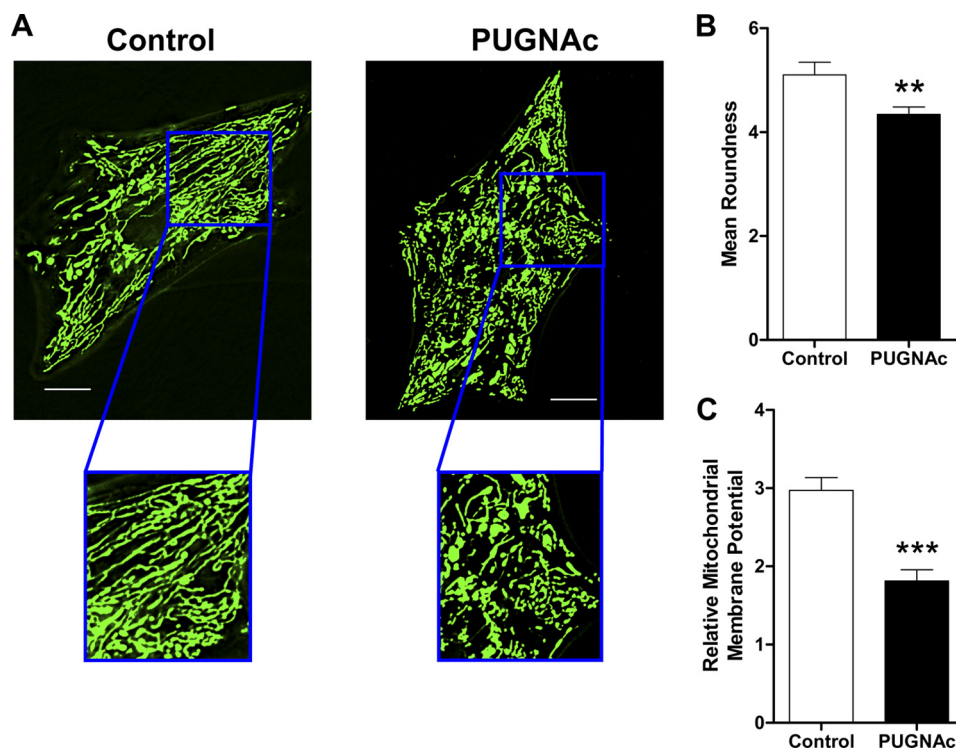 A
Control
PUGNAc
B
Mean Roundness
6
4
2
0
**
Control
PUGNAc
C
Relative Mitochondrial
Membrane Potential
4
3
2
1
0
***
Control
PUGNAc